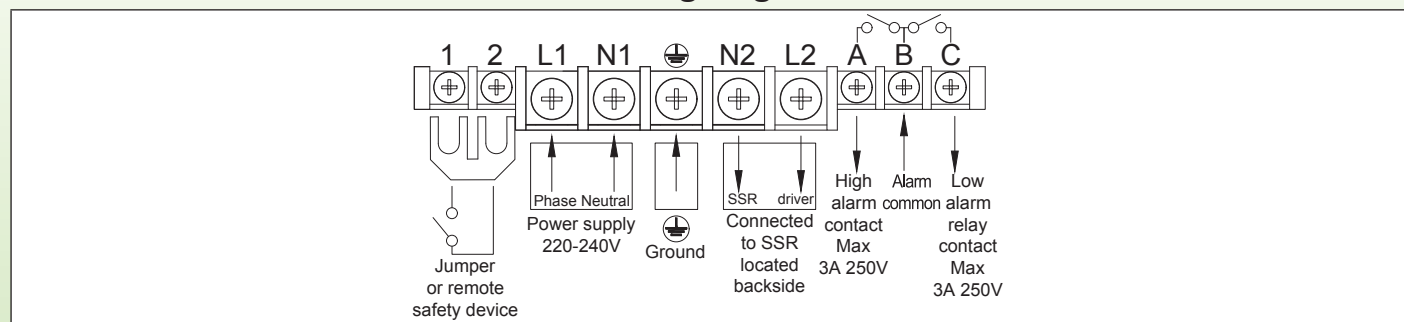 1 2 L1 N1 N2 L2 A B C
Phase Neutral
Power supply
220-240V
Ground
SSR driver
Connected
to SSR
located
backside
High
alarm
contact
Max
3A 250V
Alarm
common
Low
alarm
relay
contact
Max
3A 250V
Jumper
or remote
safety device